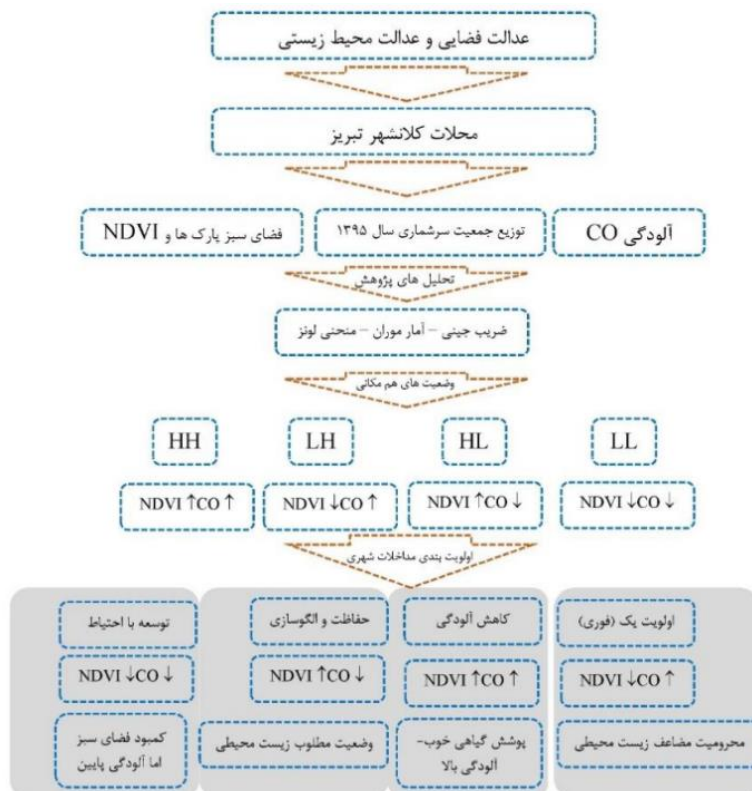 عدالت فضایی و عدالت محیط زیستی
محلات کلانشهر تبریز
آلودگی CO
توزیع جمعیت سرشماری سال ۱۳۹۵
فضای سبز پارک ها و NDVI
تحلیل های پژوهش
ضریب جینی – آمار موران – منحنی لونز
وضعیت های هم مکانی
LL
HL
LH
HH
NDVI ↓CO ↓
NDVI ↑CO ↓
NDVI ↓CO ↑
NDVI ↑CO ↑
اولویت بندی مداخلات شهری
اولویت یک (فوری)
کاهش آلودگی
حفاظت و الگوسازی
توسعه با احتیاط
NDVI ↓CO ↑
NDVI ↑CO ↑
NDVI ↑CO ↓
NDVI ↓CO ↓
محرومیت مضاعف زیست محیطی
پوشش گیاهی خوب-
آلودگی بالا
وضعیت مطلوب زیست محیطی
کمبود فضای سبز
اما آلودگی پایین